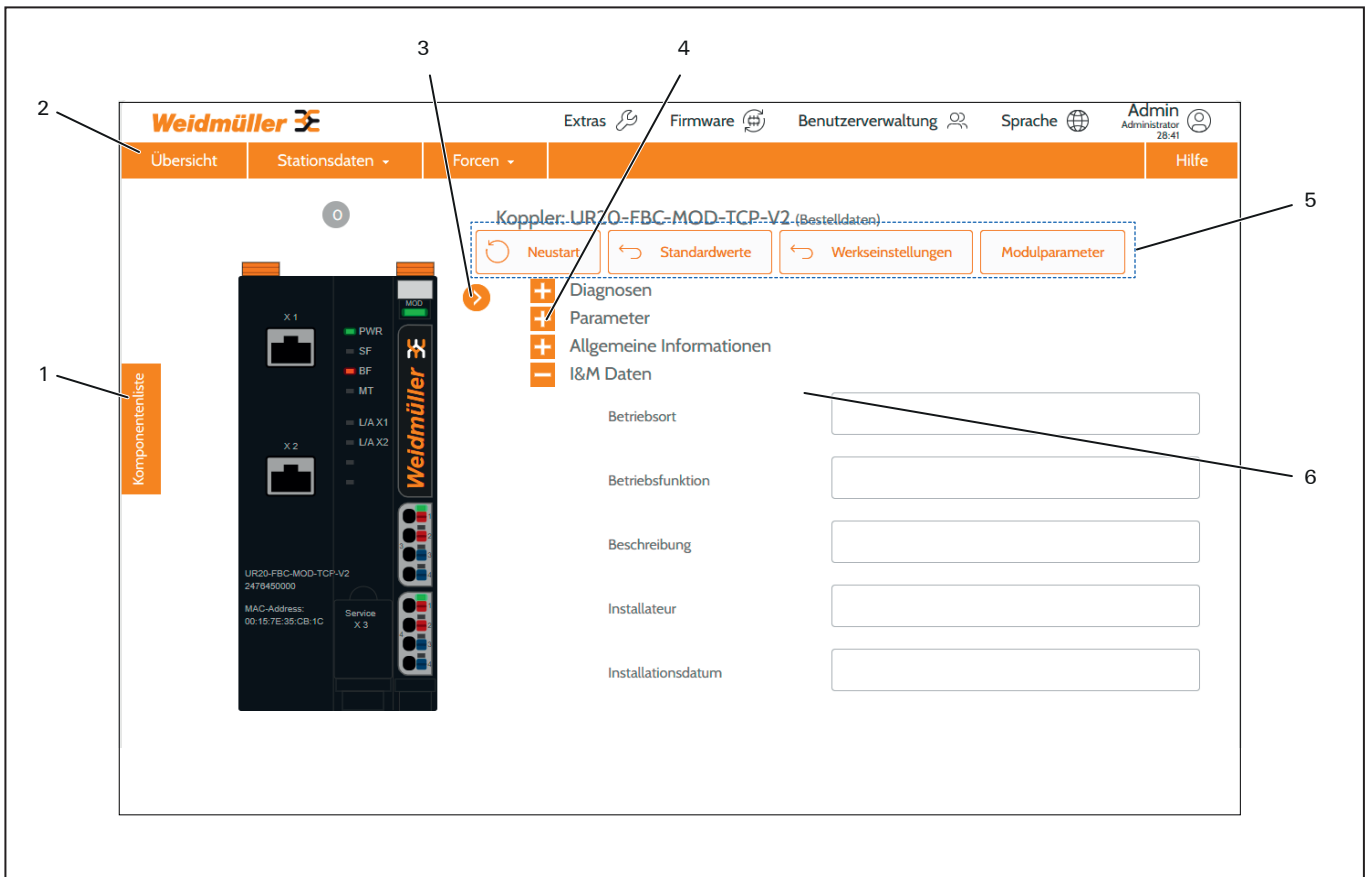 3
4
2
Weidmüller
Extras
Firmware
Benutzerverwaltung
Sprache
Admin
Administrator
28:41
Übersicht
Stationsdaten
Forcen
Hilfe
0
Koppler: UR20-FBC-MOD-TCP-V2 (Bestelldaten)
5
Neustart
Standardwerte
Werkseinstellungen
Modulparameter
Diagnosen
Parameter
Allgemeine Informationen
I&M Daten
1
Komponentenliste
MOD
X 1
PWR
SF
BF
MT
L/A X1
L/A X2
X 2
Weidmüller
Betriebsort
6
Betriebsfunktion
Beschreibung
Installateur
Installationsdatum
UR20-FBC-MOD-TCP-V2
2476450000
MAC-Address:
00:15:7E:35:CB:1C
Service
X 3